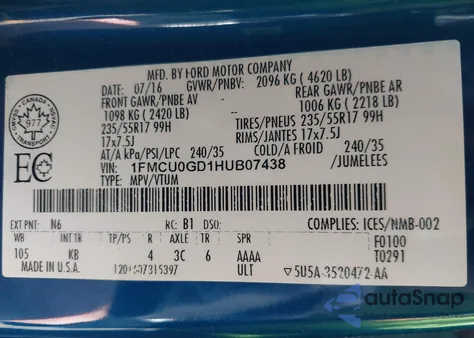 MFD. BY FORD MOTOR COMPANY
DATE: 07/16 GVWR/PNBV: 2096 KG (4620 LB)
FRONT GAWR/PNBE AV REAR GAWR/PNBE AR
1098 KG (2420 LB) 1006 KG (2218 LB)
235/55R17 99H TIRES/PNEUS 235/55R17 99H
17x7.5J RIMS/JANTES 17x7.5J
AT/A kPa/PSI/LPC 240/35 COLD/A FROID 240/35
VIN: 1FMCU0GD1HUB07438 /JUMELEES
TYPE: MPV/VTUM
CANADA
977
TRANSPORT
EC
EXT PNT: N6 RC: B1 DSO: COMPLIES: ICES/NMB-002
WB INT TR TP/PS R AXLE TR SPR F0100
105 KB 4 3C 6 AAAA T0291
MADE IN U.S.A. ULT 5U5A-3520472-AA
autoSnap